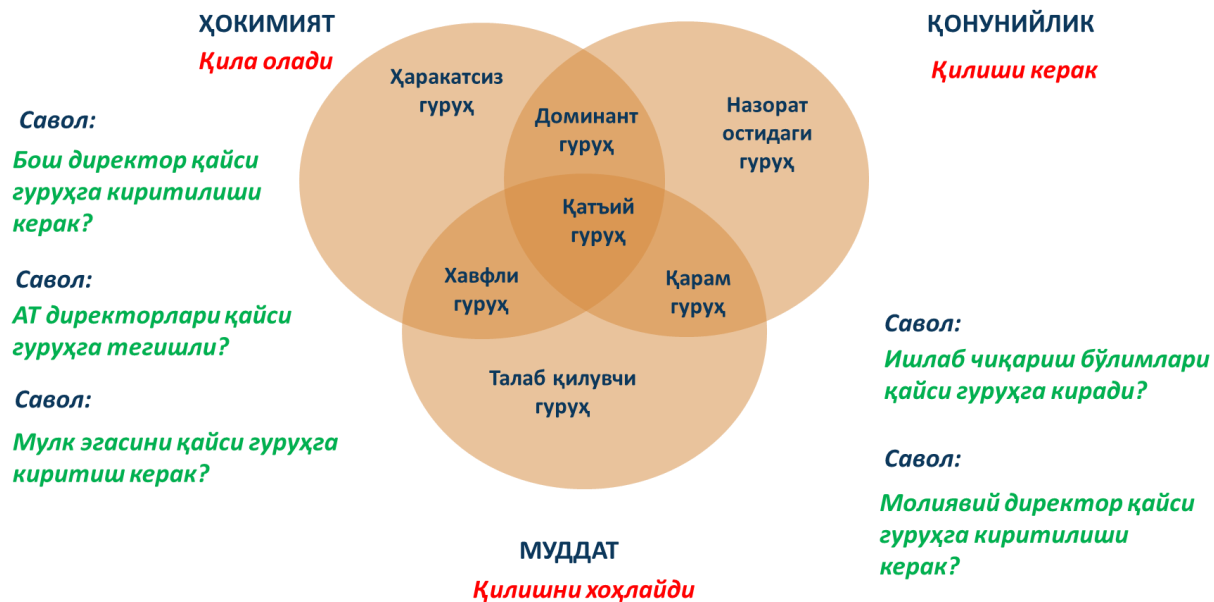 ҲОКИМИЯТ
Қила олади
ҚОНУНИЙЛИК
Қилиши керак
Ҳаракатсиз
гуруҳ
Доминант
гуруҳ
Назорат
остидаги
гуруҳ
Қатъий
гуруҳ
Хавфли
гуруҳ
Қарам
гуруҳ
Талаб қилувчи
гуруҳ
Савол:
Бош директор қайси
гуруҳга киритилиши
керак?
Савол:
АТ директорлари қайси
гуруҳга тегишли?
Савол:
Мулк эгасини қайси гуруҳга
киритиш керак?
Савол:
Ишлаб чиқариш бўлимлари
қайси гуруҳга киради?
Савол:
Молиявий директор қайси
гуруҳга киритилиши
керак?
МУДДАТ
Қилишни хоҳлайди